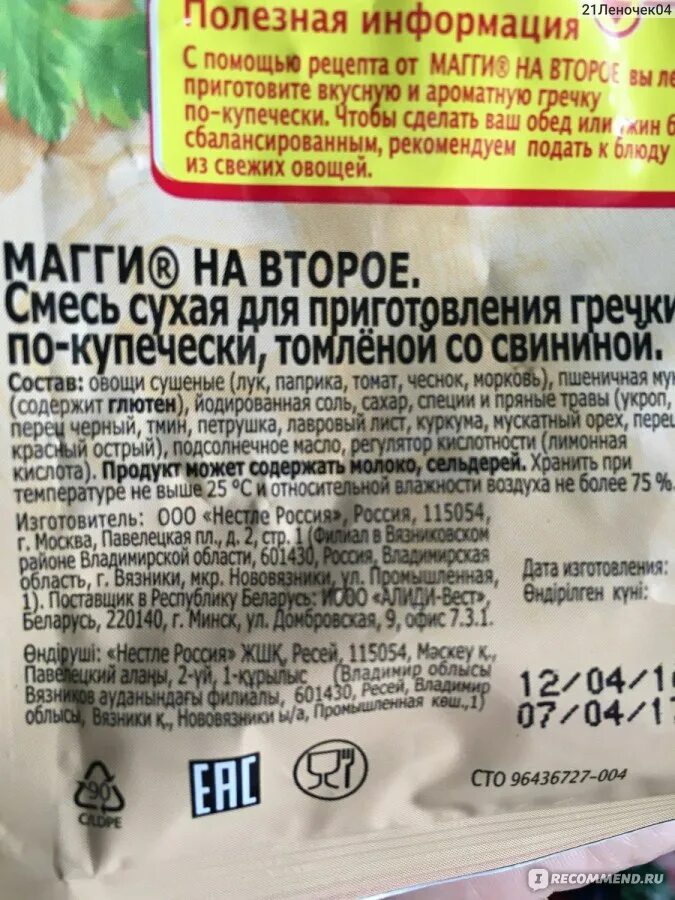 21Леночек04
Полезная информация
С помощью рецепта от МАГГИ® НА ВТОРОЕ вы ле
приготовите вкусную и ароматную гречку
по-купечески. Чтобы сделать ваш обед или ужин б
сбалансированным, рекомендуем подать к блюду
из свежих овощей.
МАГГИ® НА ВТОРОЕ.
Смесь сухая для приготовления гречки
по-купечески, томлёной со свининой.
Состав: овощи сушеные (лук, паприка, томат, чеснок, морковь), пшеничная мук
(содержит глютен), йодированная соль, сахар, специи и пряные травы (укроп,
перец черный, тмин, петрушка, лавровый лист, куркума, мускатный орех, перец
красный острый), подсолнечное масло, регулятор кислотности (лимонная
кислота). Продукт может содержать молоко, сельдерей. Хранить при
температуре не выше 25 °С и относительной влажности воздуха не более 75 %.
Изготовитель: ООО «Нестле Россия», Россия, 115054,
г. Москва, Павелецкая пл., д. 2, стр. 1 (Филиал в Вязниковском
районе Владимирской области, 601430, Россия, Владимирская
область, г. Вязники, мкр. Нововязники, ул. Промышленная,
1). Поставщик в Республику Беларусь: ИООО «АЛИДИ-Вест»,
Беларусь, 220140, г. Минск, ул. Домбровская, 9, офис 7.3.1.
Дата изготовления:
Өндірілген күні:
Өндіруші: «Нестле Россия» ЖШҚ, Ресей, 115054, Мәскеу қ.,
Павелецкий алаңы, 2-үй, 1-құрылыс (Владимир облысы
Вязников ауданындағы филиалы, 601430, Ресей, Владимир
облысы, Вязники қ., Нововязники ы/а, Промышленная көш.,1)
12/04/1
07/04/1
90
C/LDPE
ЕАС
СТО 96436727-004
IRECOMMEND.RU